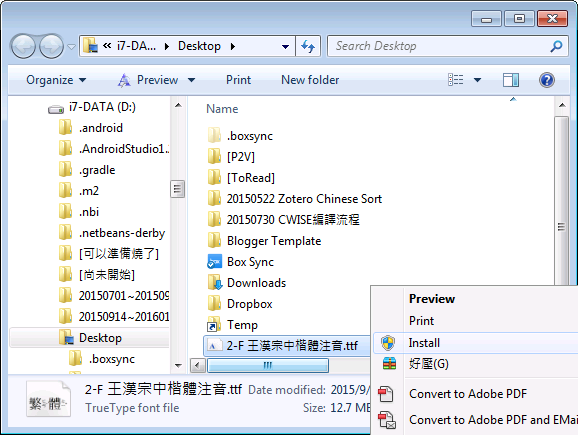 « i7-DA... ▸ Desktop ▸
Search Desktop
Organize Preview Print New folder
i7-DATA (D:)
.android
.AndroidStudio1.
.gradle
.m2
.nbi
.netbeans-derby
[可以準備燒了]
[尚未開始]
20150701~201509
20150914~201601
Desktop
.boxsync
Name
.boxsync
[P2V]
[ToRead]
20150522 Zotero Chinese Sort
20150730 CWISE編譯流程
Blogger Template
Box Sync
Downloads
Dropbox
Temp
2-F 王漢宗中楷體注音.ttf
Preview
Print
Install
好壓(G)
Convert to Adobe PDF
Convert to Adobe PDF and EMai
繁體
2-F 王漢宗中楷體注音.ttf Date modified: 2015/9/
TrueType font file Size: 12.7 MB